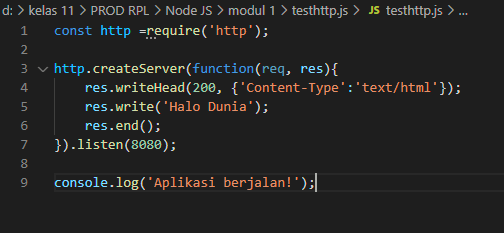 d: > kelas 11 > PROD RPL > Node JS > modul 1 > testhttp.js > JS testhttp.js > ...
1 const http =require('http');
2
3 http.createServer(function(req, res){
4 res.writeHead(200, {'Content-Type':'text/html'});
5 res.write('Halo Dunia');
6 res.end();
7 }).listen(8080);
8
9 console.log('Aplikasi berjalan!');